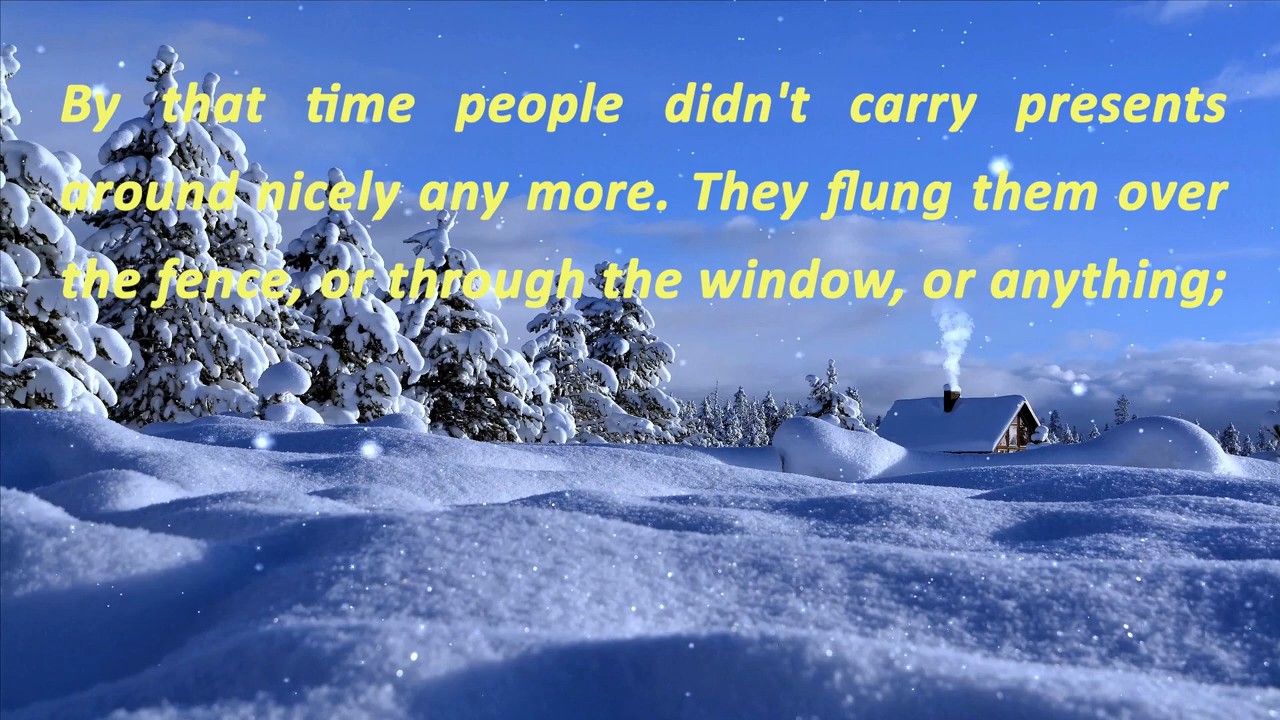 By that time people didn't carry presents
around nicely any more. They flung them over
the fence, or through the window, or anything;